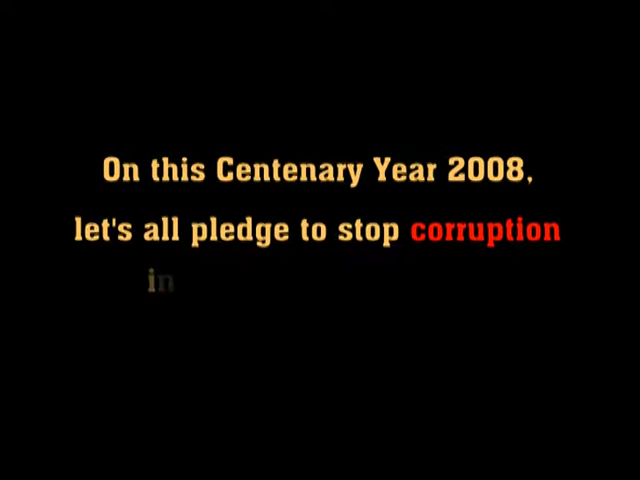 On this Centenary Year 2008,
let's all pledge to stop corruption
in